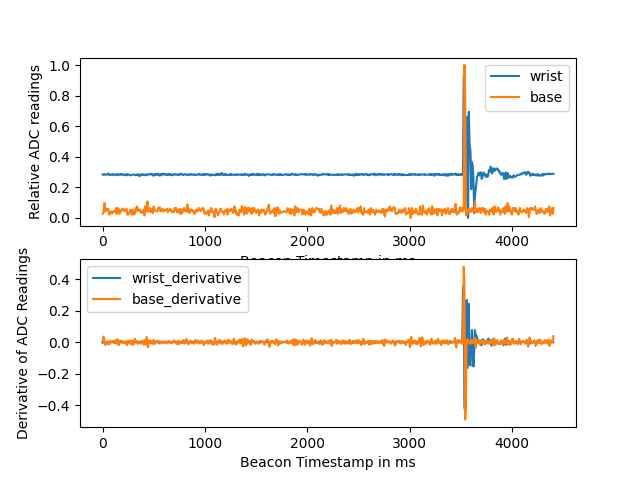 Relative ADC readings
1.0
0.8
0.6
0.4
0.2
0.0
wrist
base
0 1000 2000 3000 4000
Beacon Timestamp in ms
Derivative of ADC Readings
0.4
0.2
0.0
−0.2
−0.4
wrist_derivative
base_derivative
0 1000 2000 3000 4000
Beacon Timestamp in ms